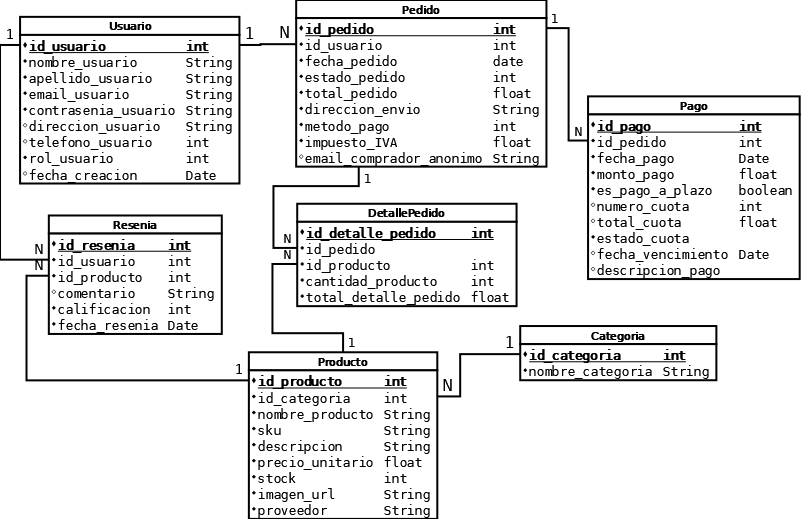 Usuario
id_usuario int
nombre_usuario String
apellido_usuario String
email_usuario String
contrasenia_usuario String
direccion_usuario String
telefono_usuario int
rol_usuario int
fecha_creacion Date
1
1
N
Pedido
id_pedido int
id_usuario int
fecha_pedido date
estado_pedido int
total_pedido float
direccion_envio String
metodo_pago int
impuesto_IVA float
email_comprador_anonimo String
1
N
1
Pago
id_pago int
id_pedido int
fecha_pago Date
monto_pago float
es_pago_a_plazo boolean
numero_cuota int
total_cuota float
estado_cuota
fecha_vencimiento Date
descripcion_pago
Resenia
id_resenia int
id_usuario int
id_producto int
comentario String
calificacion int
fecha_resenia Date
N
N
DetallePedido
id_detalle_pedido int
id_pedido
id_producto int
cantidad_producto int
total_detalle_pedido float
N
N
1
1
Producto
id_producto int
id_categoria int
nombre_producto String
sku String
descripcion String
precio_unitario float
stock int
imagen_url String
proveedor String
N
1
Categoria
id_categoria int
nombre_categoria String